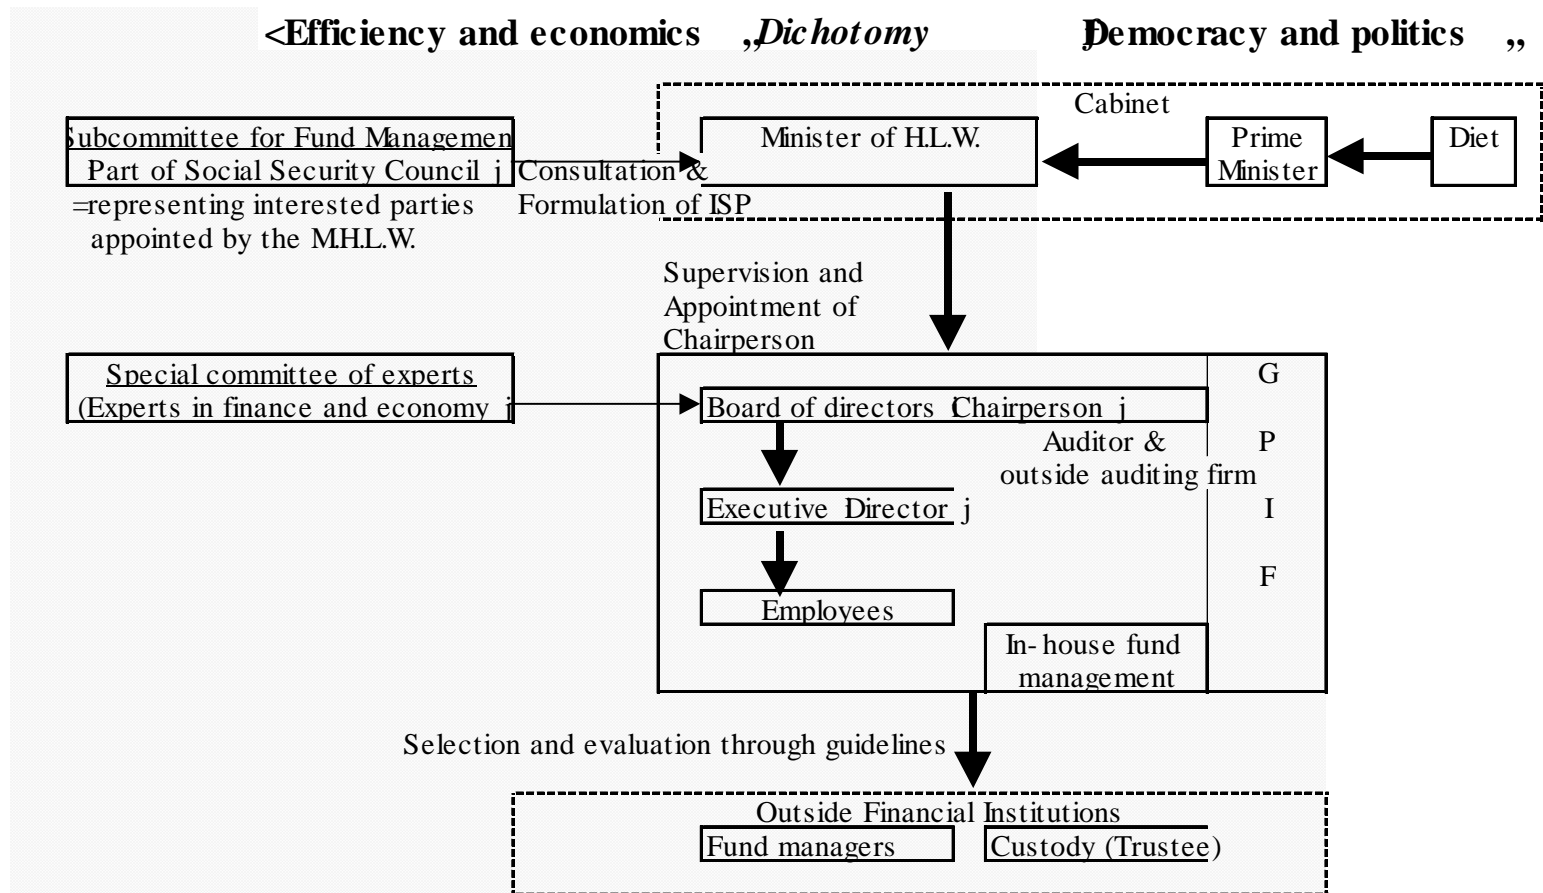 <Efficiency and economics „Dichotomy Democracy and politics „
Cabinet
Subcommittee for Fund Managemen
Part of Social Security Council j
=representing interested parties
appointed by the M.H.L.W.
Consultation &
Formulation of ISP
Minister of H.L.W.
Prime
Minister
Diet
Supervision and
Appointment of
Chairperson
Special committee of experts
(Experts in finance and economy j
Board of directors Chairperson j
Auditor &
outside auditing firm
Executive Director j
Employees
In-house fund
management
G
P
I
F
Selection and evaluation through guidelines
Outside Financial Institutions
Fund managers
Custody (Trustee)